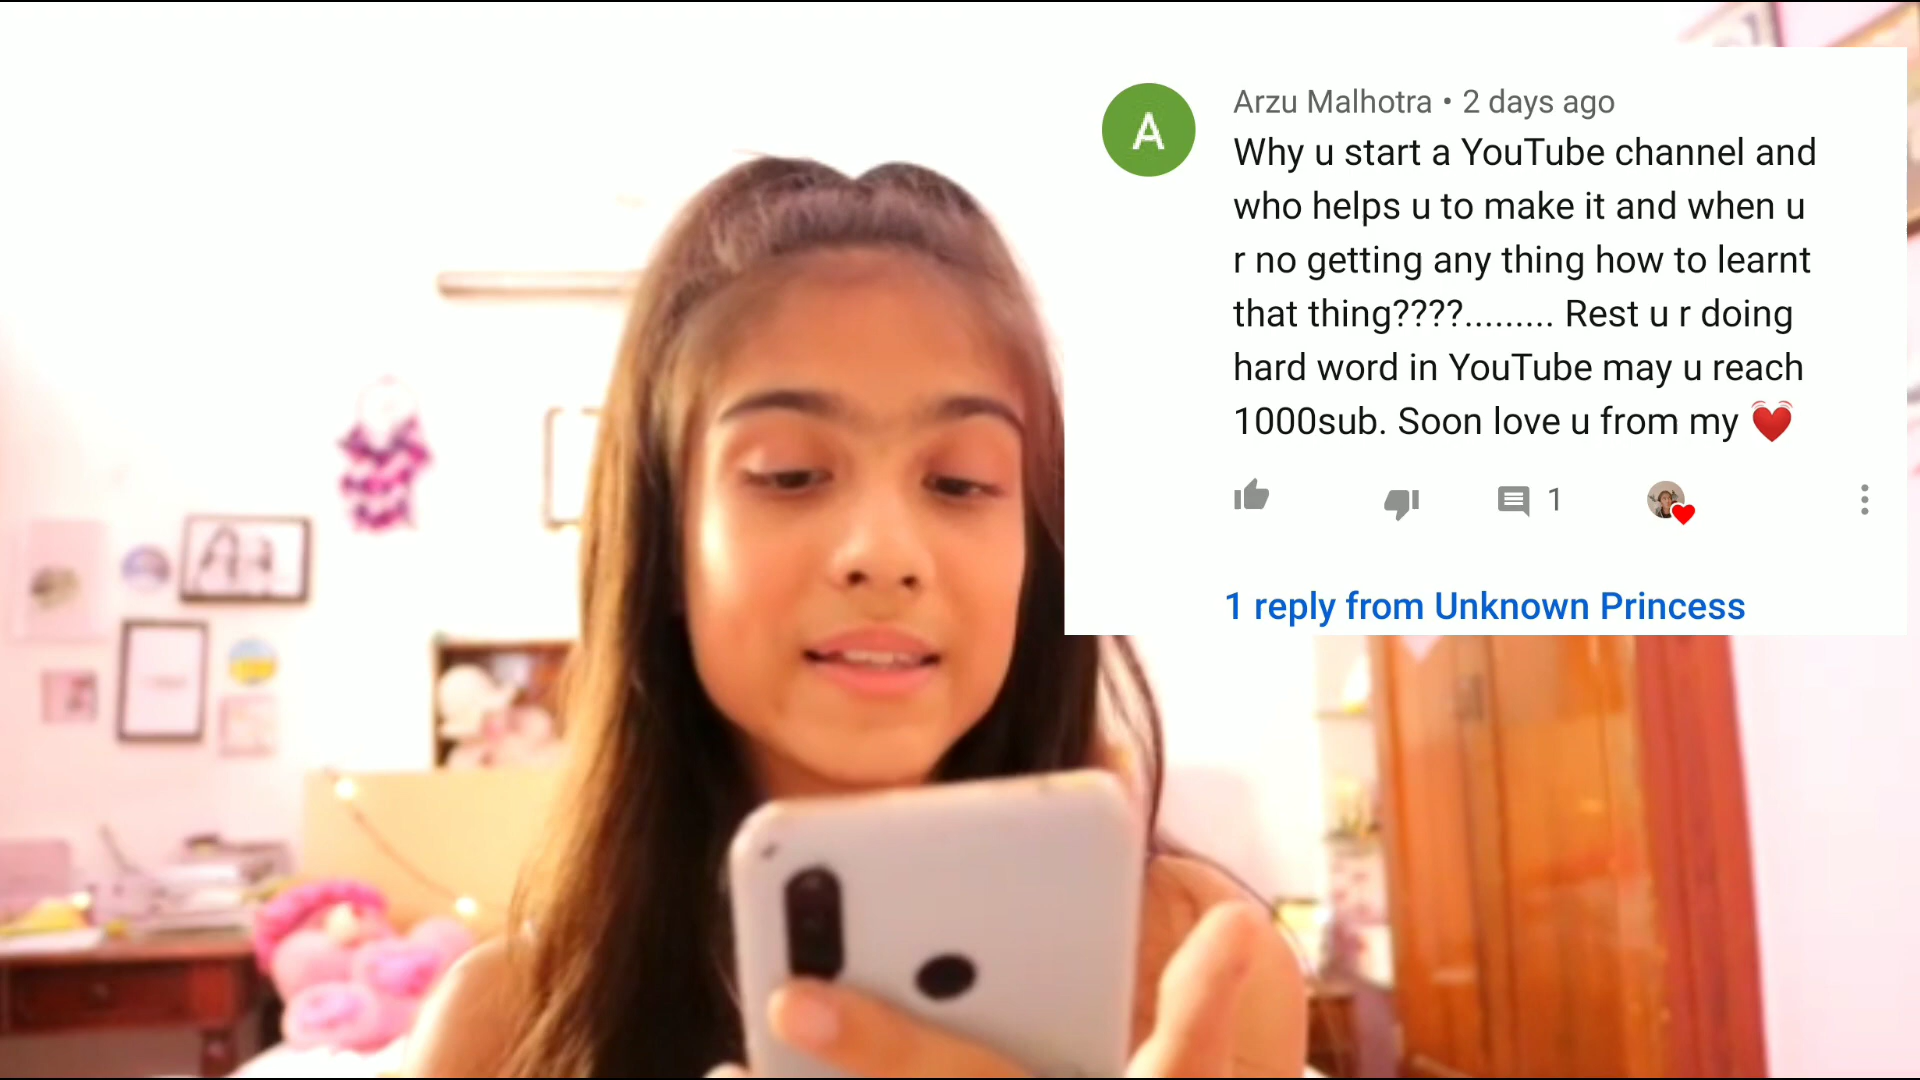 A
Arzu Malhotra • 2 days ago
Why u start a YouTube channel and
who helps u to make it and when u
r no getting any thing how to learnt
that thing????......... Rest u r doing
hard word in YouTube may u reach
1000sub. Soon love u from my 💓
1
1 reply from Unknown Princess
Aa